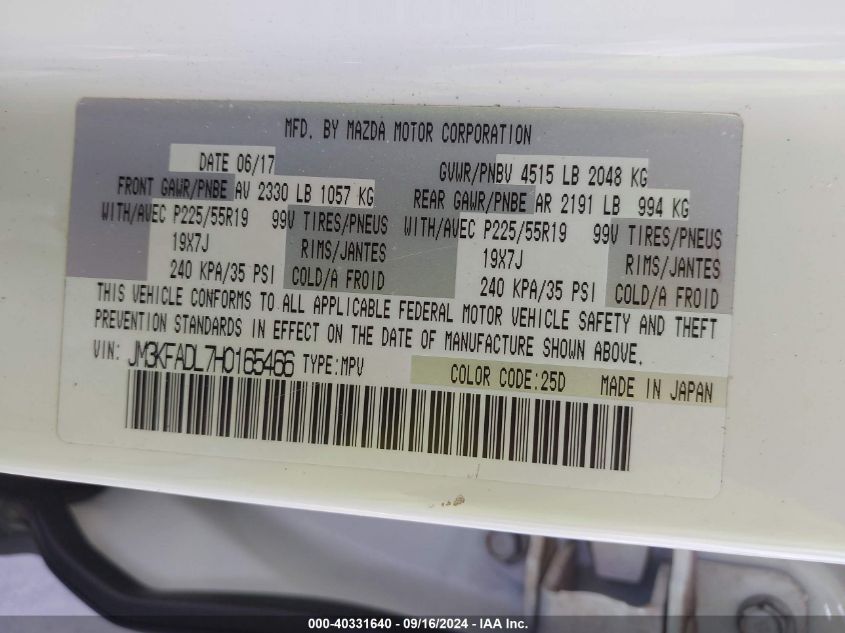 MFD. BY MAZDA MOTOR CORPORATION
DATE 06/17 GVWR/PNBV 4515 LB 2048 KG
FRONT GAWR/PNBE AV 2330 LB 1057 KG REAR GAWR/PNBE AR 2191 LB 994 KG
WITH/AVEC P225/55R19 99V TIRES/PNEUS WITH/AVEC P225/55R19 99V TIRES/PNEUS
19X7J RIMS/JANTES 19X7J RIMS/JANTES
240 KPA/35 PSI COLD/A FROID 240 KPA/35 PSI COLD/A FROID
THIS VEHICLE CONFORMS TO ALL APPLICABLE FEDERAL MOTOR VEHICLE SAFETY AND THEFT
PREVENTION STANDARDS IN EFFECT ON THE DATE OF MANUFACTURE SHOWN ABOVE.
VIN: JM3KFADL7H0165466 TYPE:MPV COLOR CODE:25D MADE IN JAPAN
000-40331640 - 09/16/2024 - IAA Inc.